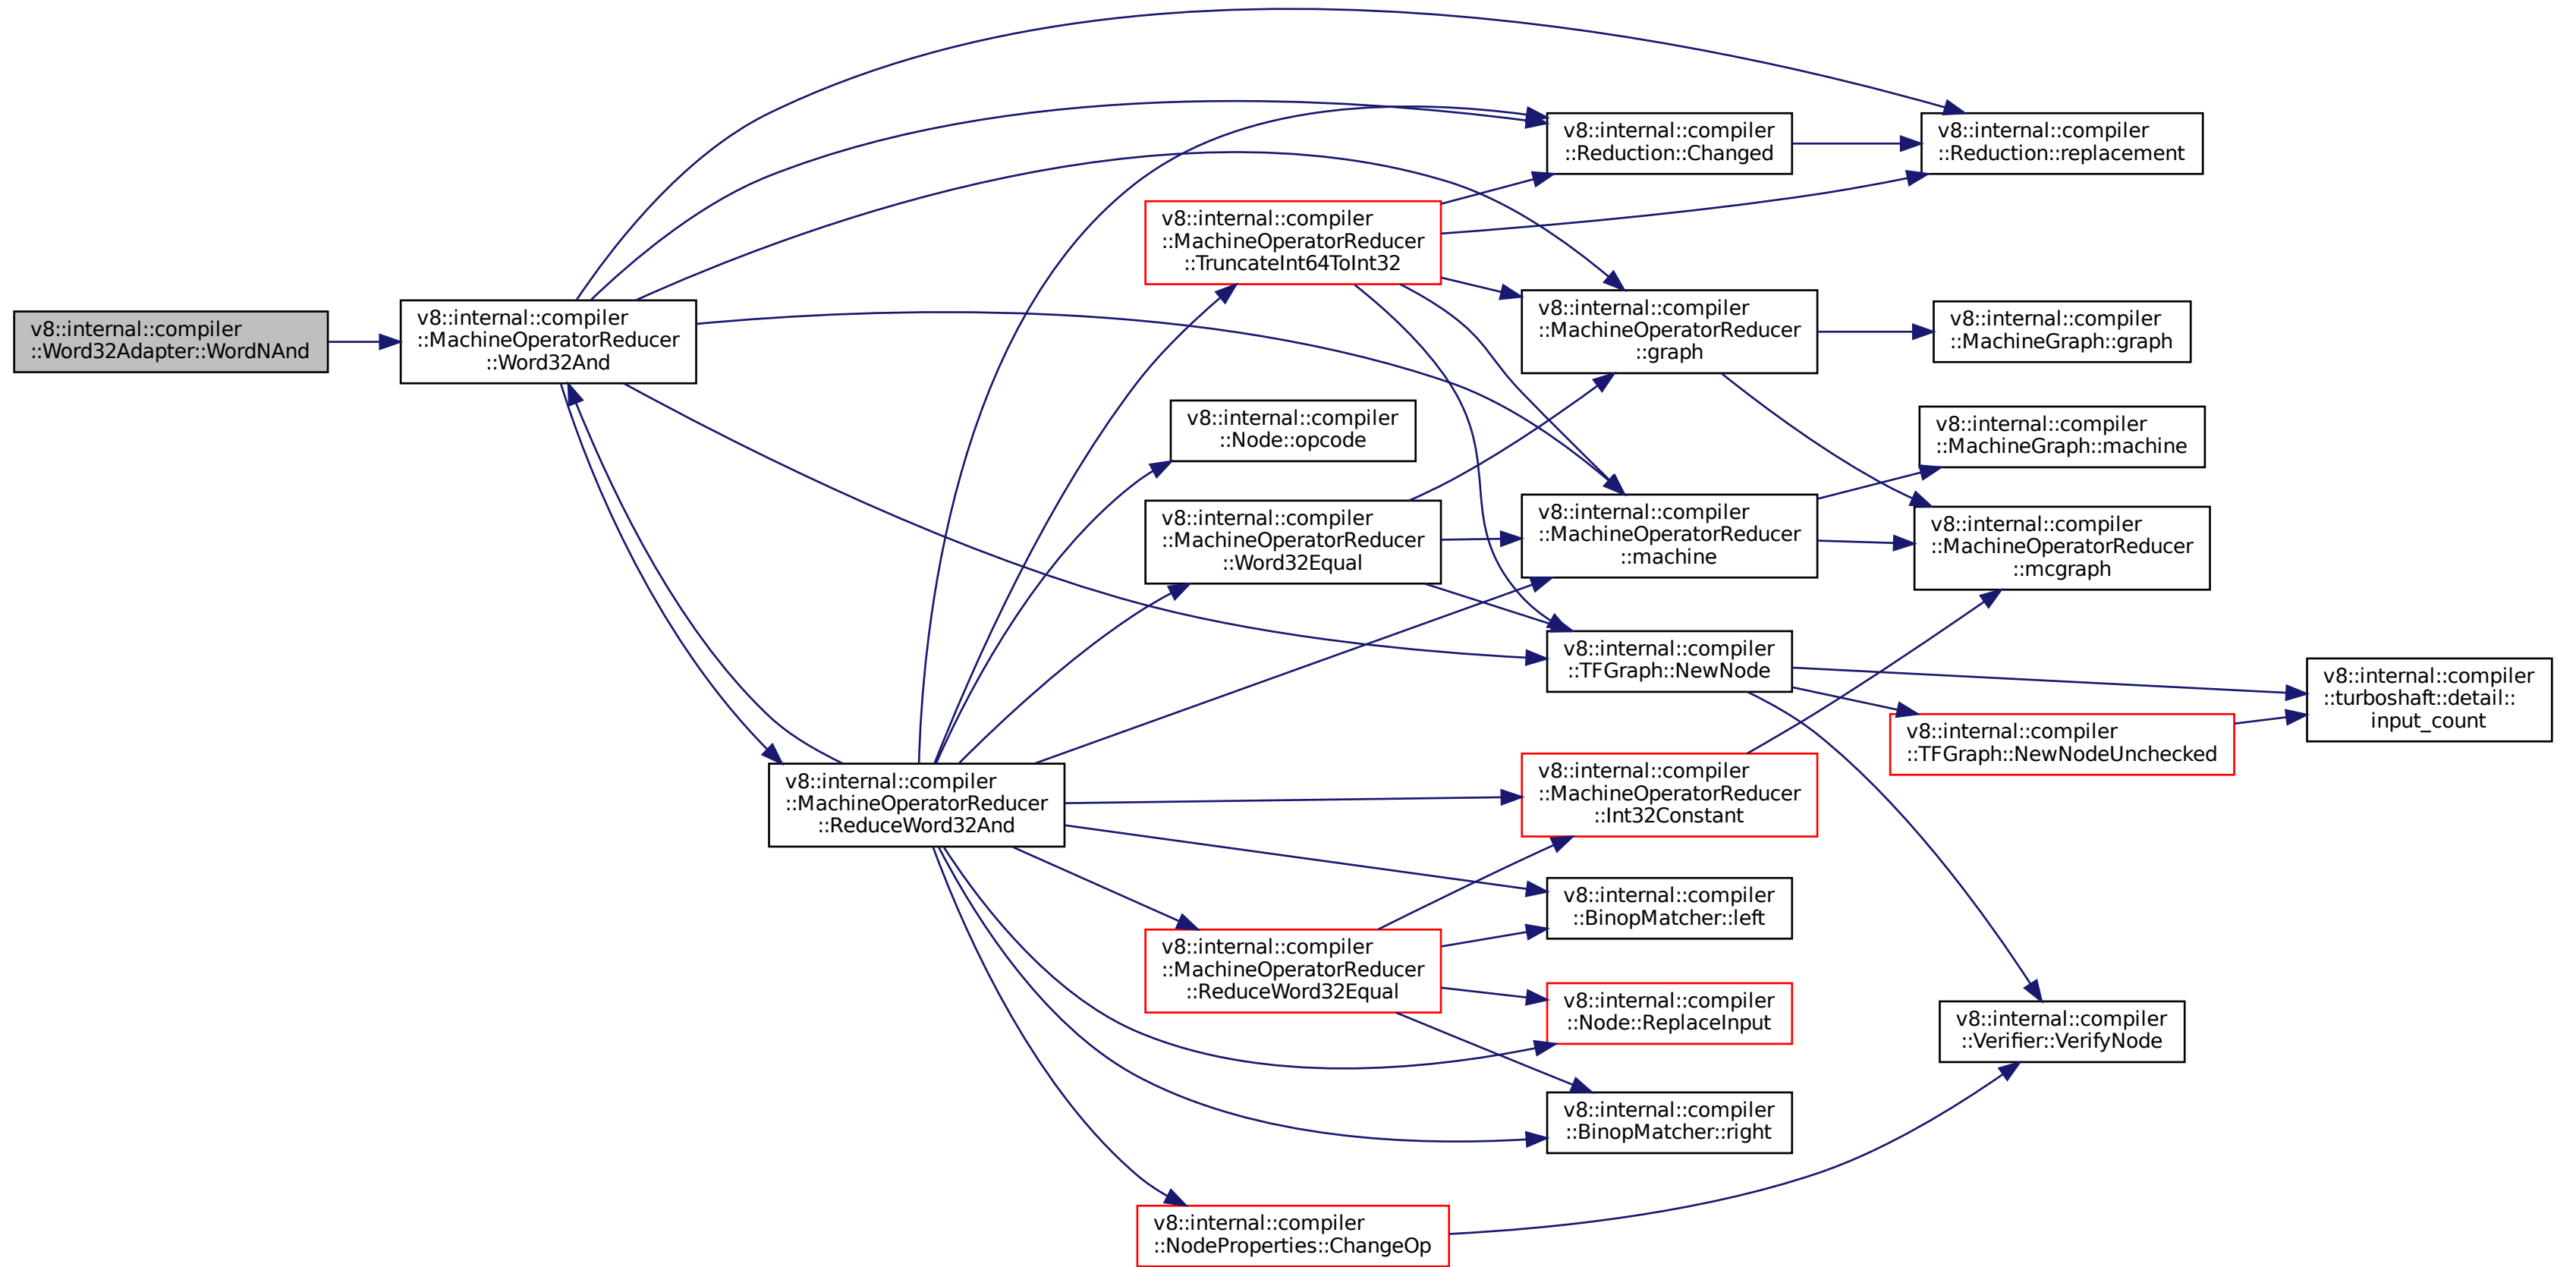 v8::internal::compiler
::Word32Adapter::WordNAnd
v8::internal::compiler
::MachineOperatorReducer
::Word32And
v8::internal::compiler
::MachineOperatorReducer
::ReduceWord32And
v8::internal::compiler
::MachineOperatorReducer
::TruncateInt64ToInt32
v8::internal::compiler
::Node::opcode
v8::internal::compiler
::MachineOperatorReducer
::Word32Equal
v8::internal::compiler
::MachineOperatorReducer
::ReduceWord32Equal
v8::internal::compiler
::NodeProperties::ChangeOp
v8::internal::compiler
::Reduction::Changed
v8::internal::compiler
::MachineOperatorReducer
::graph
v8::internal::compiler
::MachineOperatorReducer
::machine
v8::internal::compiler
::TFGraph::NewNode
v8::internal::compiler
::MachineOperatorReducer
::Int32Constant
v8::internal::compiler
::BinopMatcher::left
v8::internal::compiler
::Node::ReplaceInput
v8::internal::compiler
::BinopMatcher::right
v8::internal::compiler
::Reduction::replacement
v8::internal::compiler
::MachineGraph::graph
v8::internal::compiler
::MachineGraph::machine
v8::internal::compiler
::MachineOperatorReducer
::mcgraph
v8::internal::compiler
::TFGraph::NewNodeUnchecked
v8::internal::compiler
::Verifier::VerifyNode
v8::internal::compiler
::turboshaft::detail::
input_count